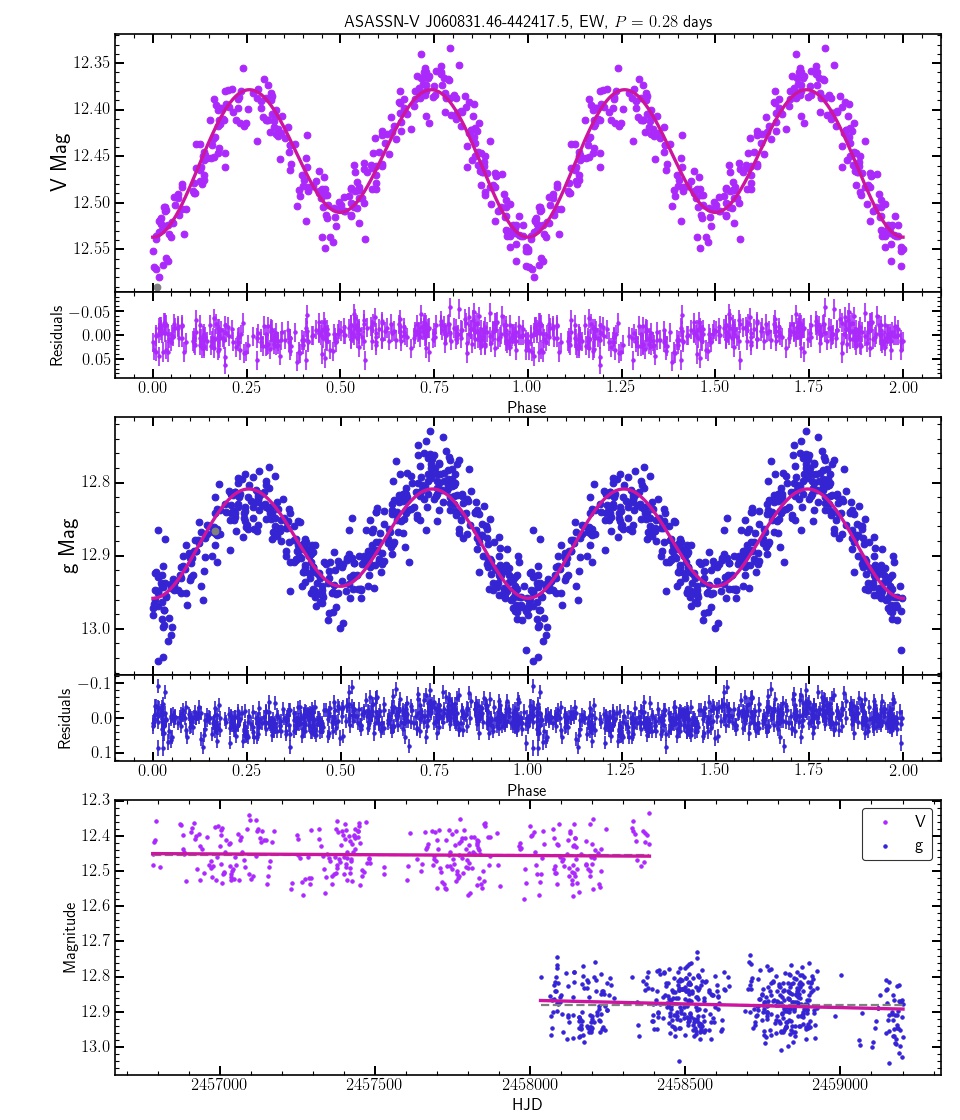 ASASSN-V J060831.46-442417.5, EW, P = 0.28 days
V Mag
12.35
12.40
12.45
12.50
12.55
Residuals
−0.05
0.00
0.05
0.00 0.25 0.50 0.75 1.00 1.25 1.50 1.75 2.00
Phase
g Mag
12.8
12.9
13.0
Residuals
−0.1
0.0
0.1
0.00 0.25 0.50 0.75 1.00 1.25 1.50 1.75 2.00
Phase
Magnitude
12.3
12.4
12.5
12.6
12.7
12.8
12.9
13.0
V
g
2457000 2457500 2458000 2458500 2459000
HJD